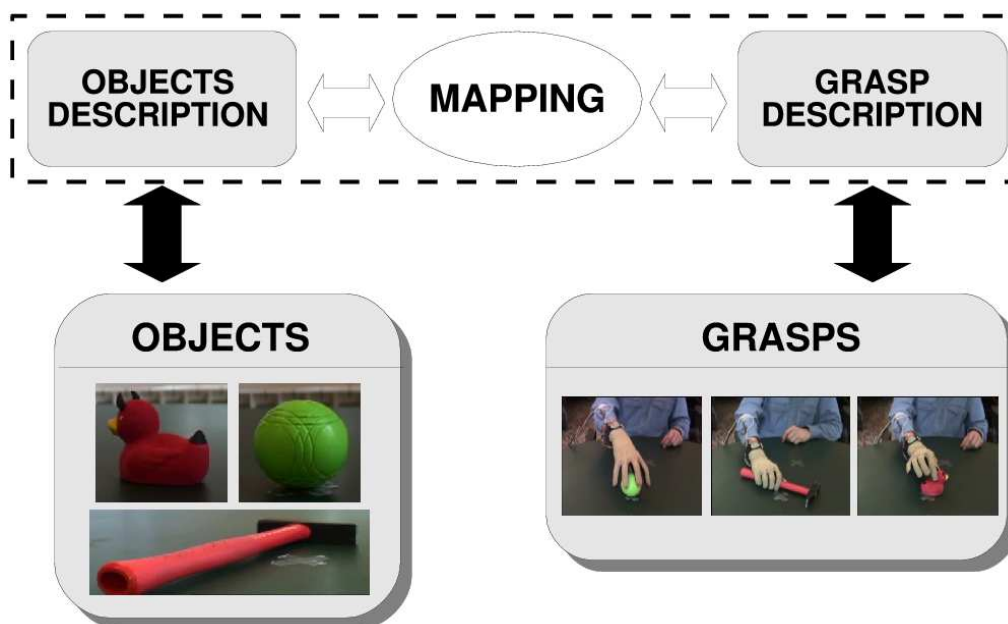 OBJECTS
DESCRIPTION
MAPPING
GRASP
DESCRIPTION
OBJECTS
GRASPS